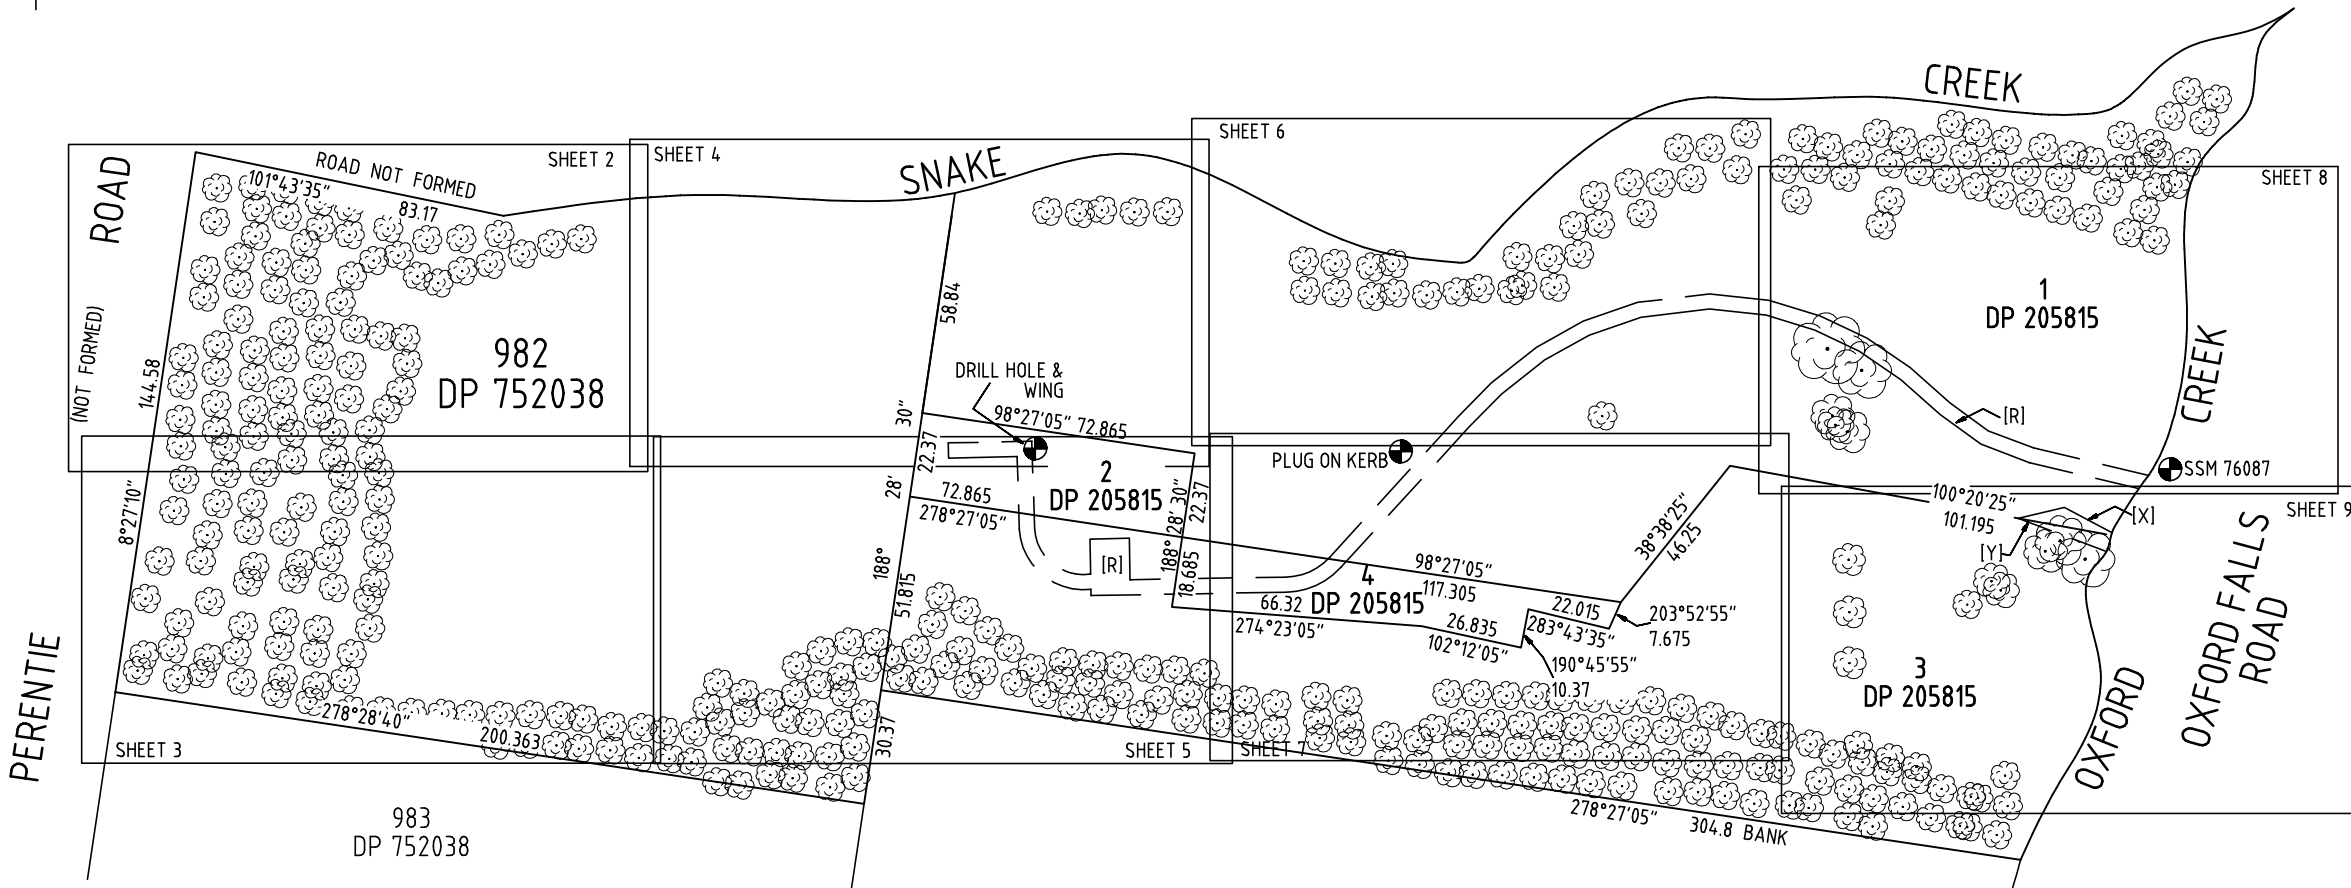 CREEK
SHEET 6
SNAKE
SHEET 2
SHEET 4
ROAD NOT FORMED
101°43'35"
83.17
ROAD
SHEET 8
1
DP 205815
58.84
(NOT FORMED)
144.58
982
DP 752038
CREEK
DRILL HOLE &
WING
98°27'05" 72.865
[R]
30"
22.37
PLUG ON KERB
SSM 76087
2
DP 205815
72.865
278°27'05"
28'
188° 28' 30"
22.37
8°27'10"
100°20'25"
101.195
[X]
[Y]
SHEET 9
38°38'25"
46.25
188°
51.815
[R]
18.685
98°27'05"
117.305
4
DP 205815
66.32
274°23'05"
26.835
102°12'05"
22.015
283°43'35"
203°52'55"
7.675
190°45'55"
10.37
OXFORD FALLS
ROAD
3
DP 205815
OXFORD
PERENTIE
278°28'40"
200.363
30.37
SHEET 3
SHEET 5
SHEET 7
278°27'05"
304.8 BANK
983
DP 752038